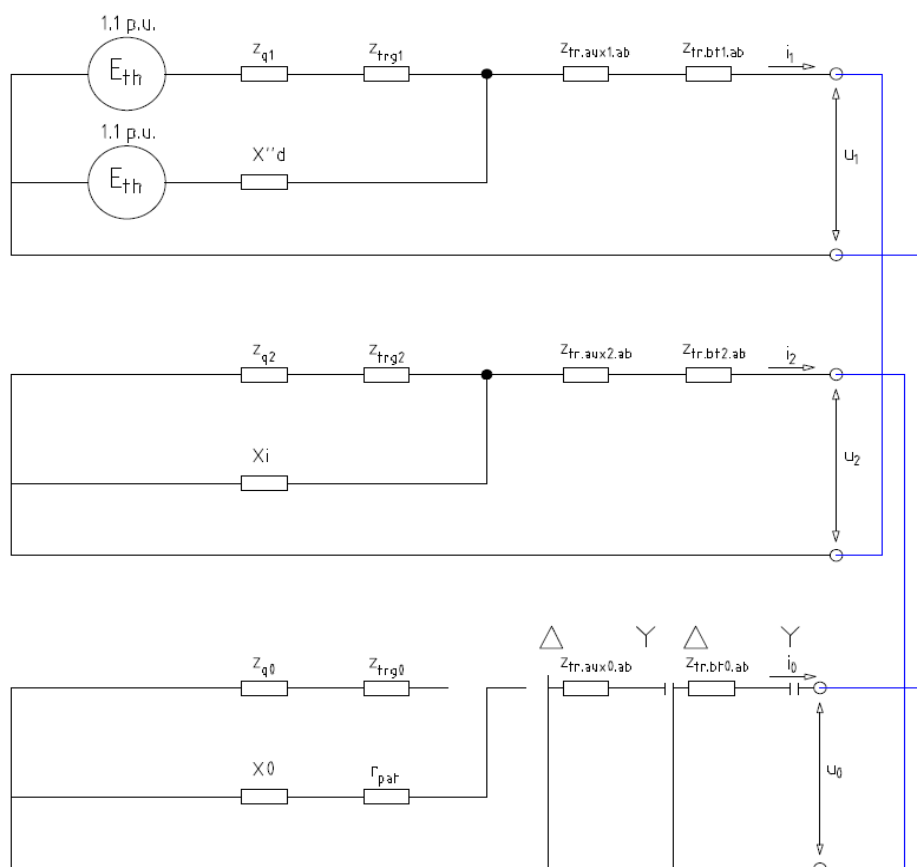 1.1 p.u.
Eth Zq1 Ztrg1 Ztr.aux1.ab Ztr.bt1.ab i1
1.1 p.u.
Eth X''d u1
Zq2 Ztrg2 Ztr.aux2.ab Ztr.bt2.ab i2
Xi u2
Δ Y Δ Y
Zq0 Ztrg0 Ztr.aux0.ab Ztr.bt0.ab i0
X0 rpat u0